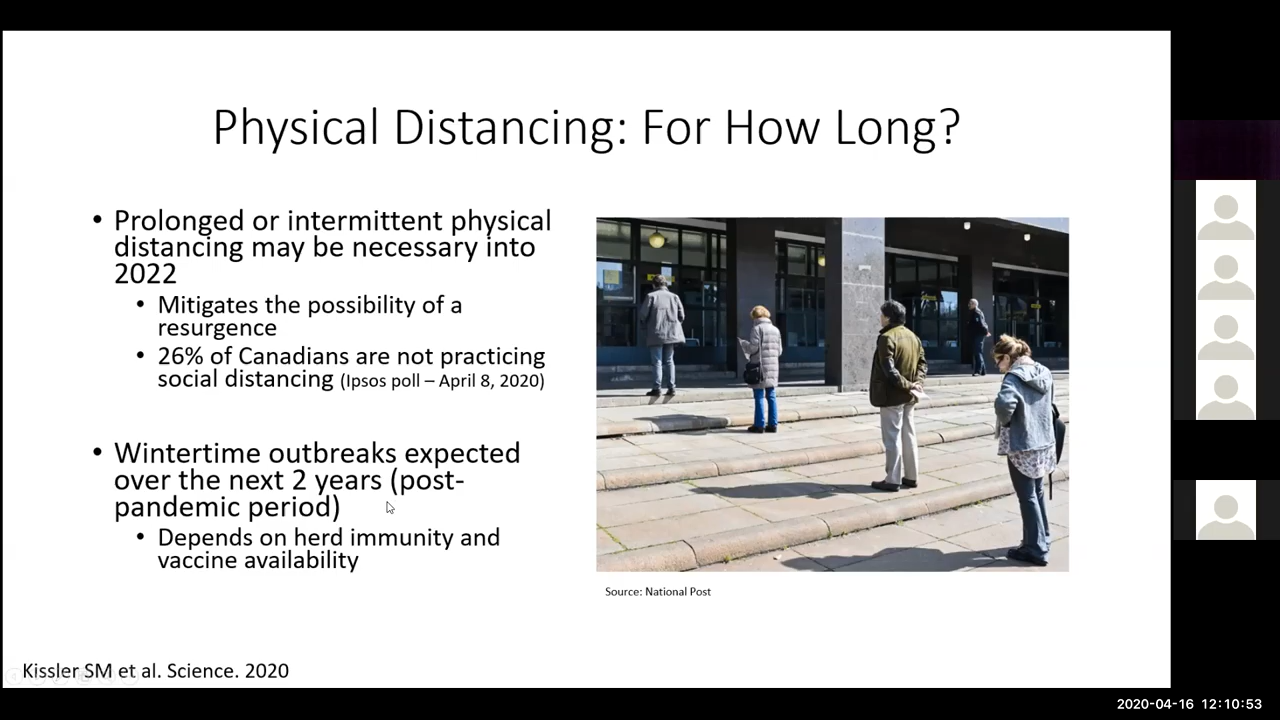 Physical Distancing: For How Long?
• Prolonged or intermittent physical
distancing may be necessary into
2022
• Mitigates the possibility of a
resurgence
• 26% of Canadians are not practicing
social distancing (Ipsos poll – April 8, 2020)
• Wintertime outbreaks expected
over the next 2 years (post-
pandemic period)
• Depends on herd immunity and
vaccine availability
Source: National Post
Kissler SM et al. Science. 2020
2020-04-16 12:10:53